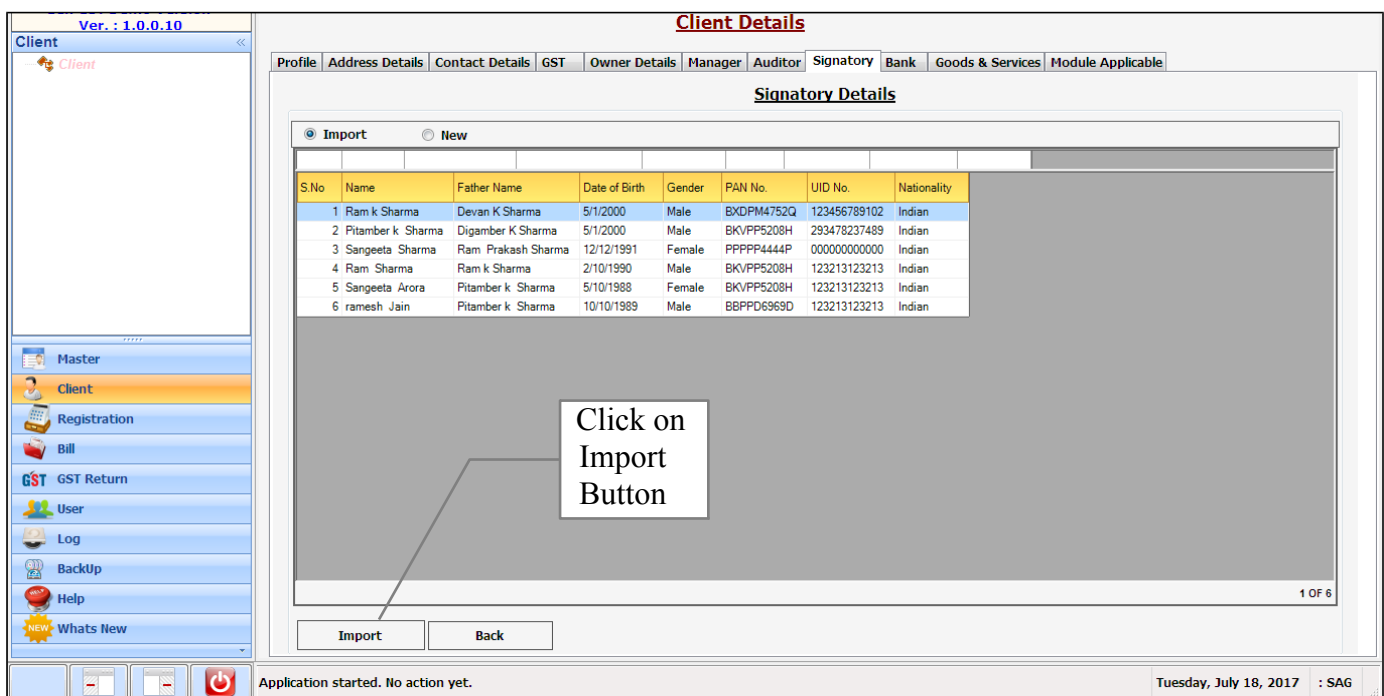 Ver. : 1.0.0.10
Client Details
Client «
Client
Profile Address Details Contact Details GST Owner Details Manager Auditor Signatory Bank Goods & Services Module Applicable
Signatory Details
Import New
S.No Name Father Name Date of Birth Gender PAN No. UID No. Nationality
1 Ram k Sharma Devan K Sharma 5/1/2000 Male BXDPM4752Q 123456789102 Indian
2 Pitamber k Sharma Digamber K Sharma 5/1/2000 Male BKVPP5208H 293478237489 Indian
3 Sangeeta Sharma Ram Prakash Sharma 12/12/1991 Female PPPPP4444P 000000000000 Indian
4 Ram Sharma Ram k Sharma 2/10/1990 Male BKVPP5208H 123213123213 Indian
5 Sangeeta Arora Pitamber k Sharma 5/10/1988 Female BKVPP5208H 123213123213 Indian
6 ramesh Jain Pitamber k Sharma 10/10/1989 Male BBPPD6969D 123213123213 Indian
Master
Client
Registration
Bill
GST GST Return
User
Log
BackUp
HELP Help
NEW Whats New
Click on
Import
Button
1 OF 6
Import Back
Application started. No action yet. Tuesday, July 18, 2017 : SAG